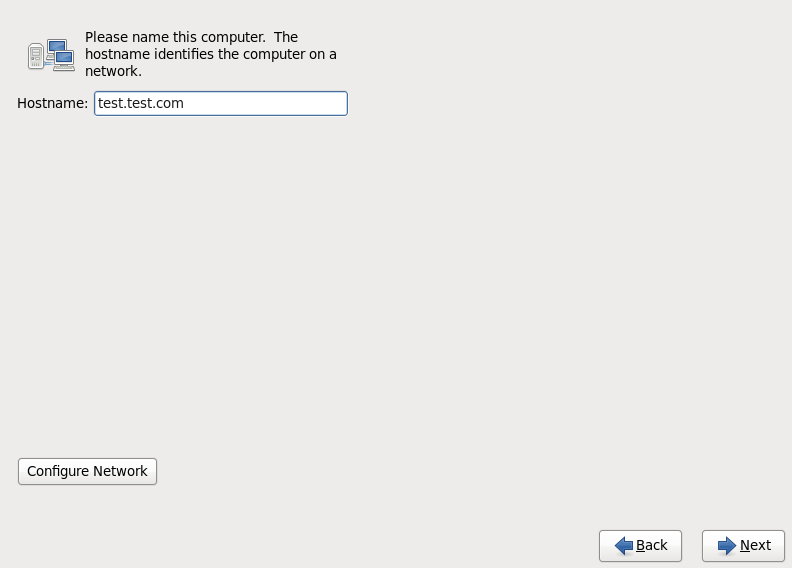 Please name this computer.  The
hostname identifies the computer on a
network.
Hostname: test.test.com
Configure Network
Back
Next